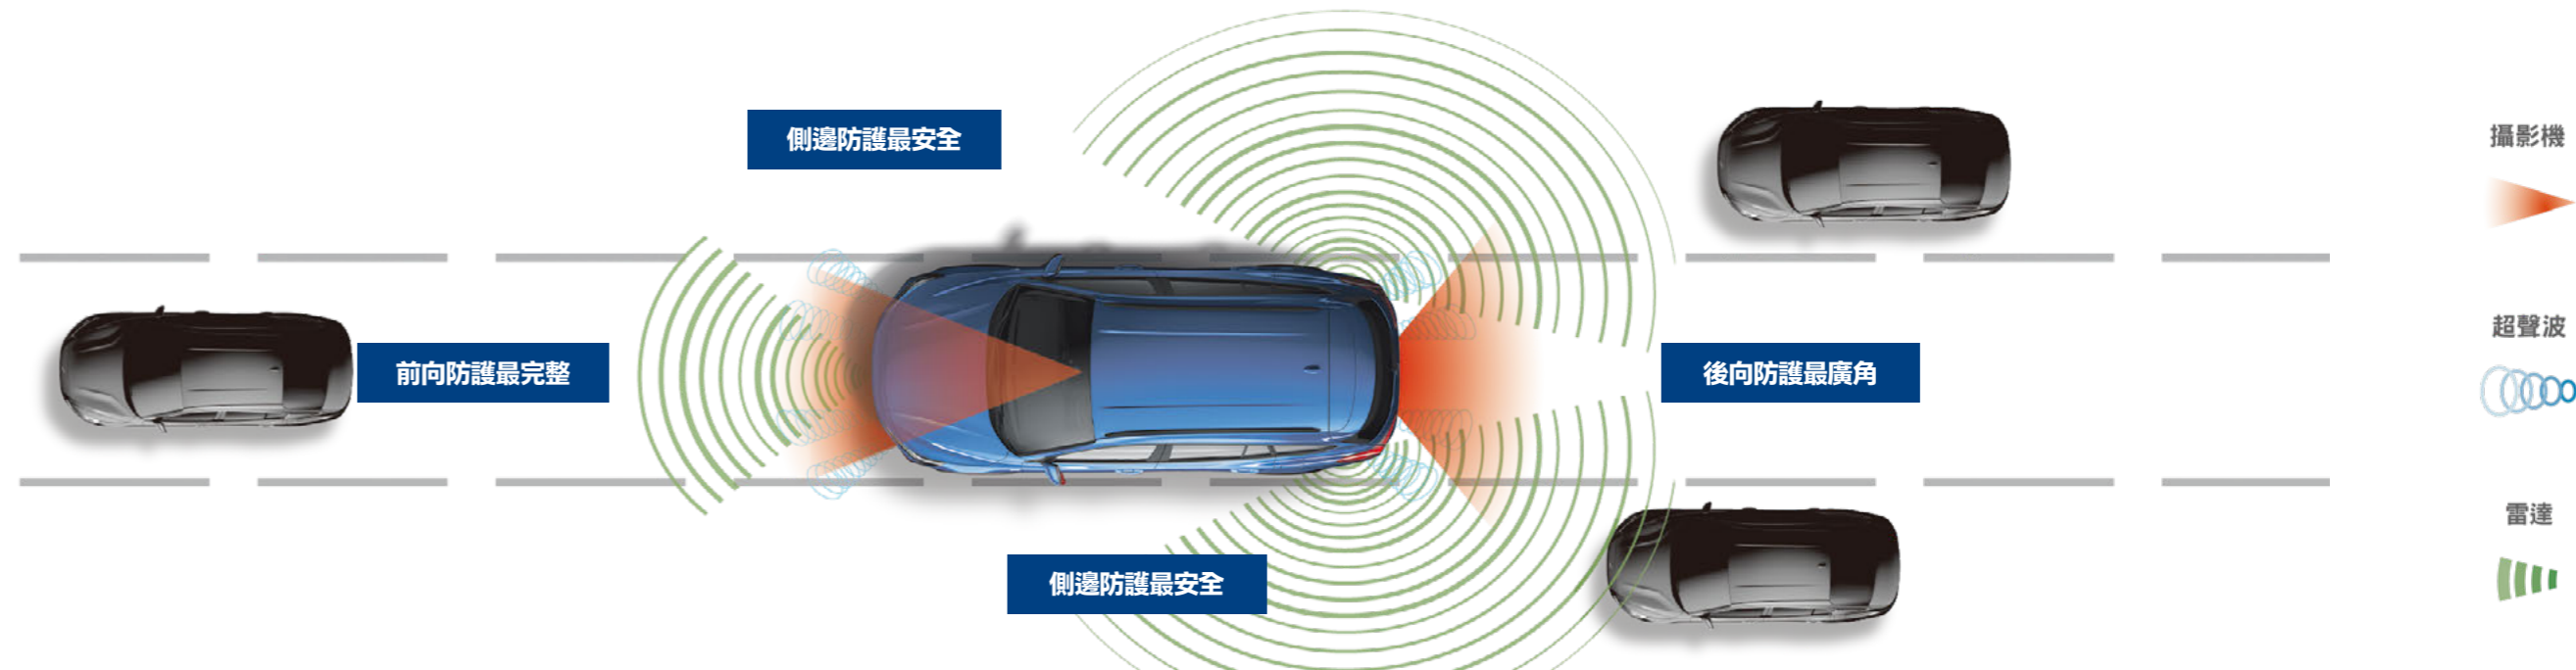 側邊防護最安全
前向防護最完整
後向防護最廣角
側邊防護最安全
攝影機
超聲波
雷達